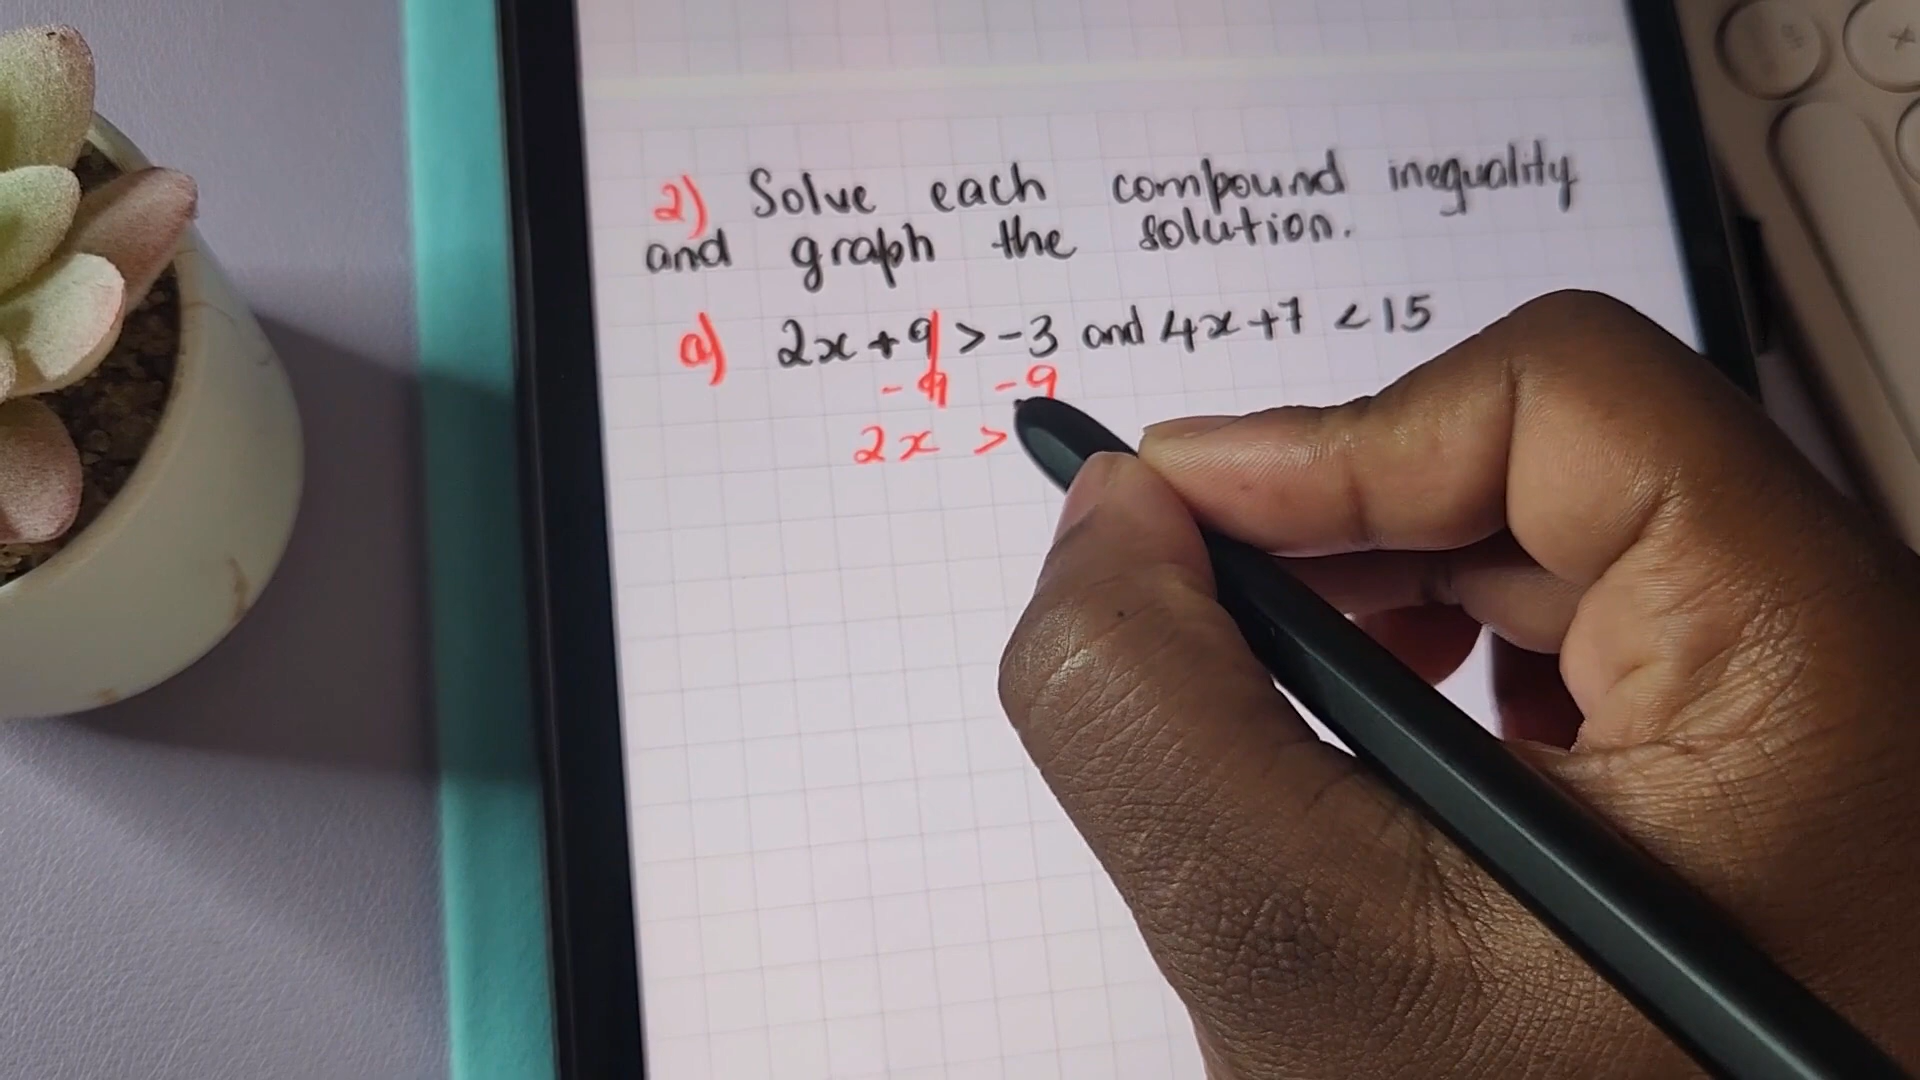 2) Solve each compound inequality
and graph the solution.
a) 2x + 9 > -3 and 4x + 7 < 15
- 9 - 9
2x >